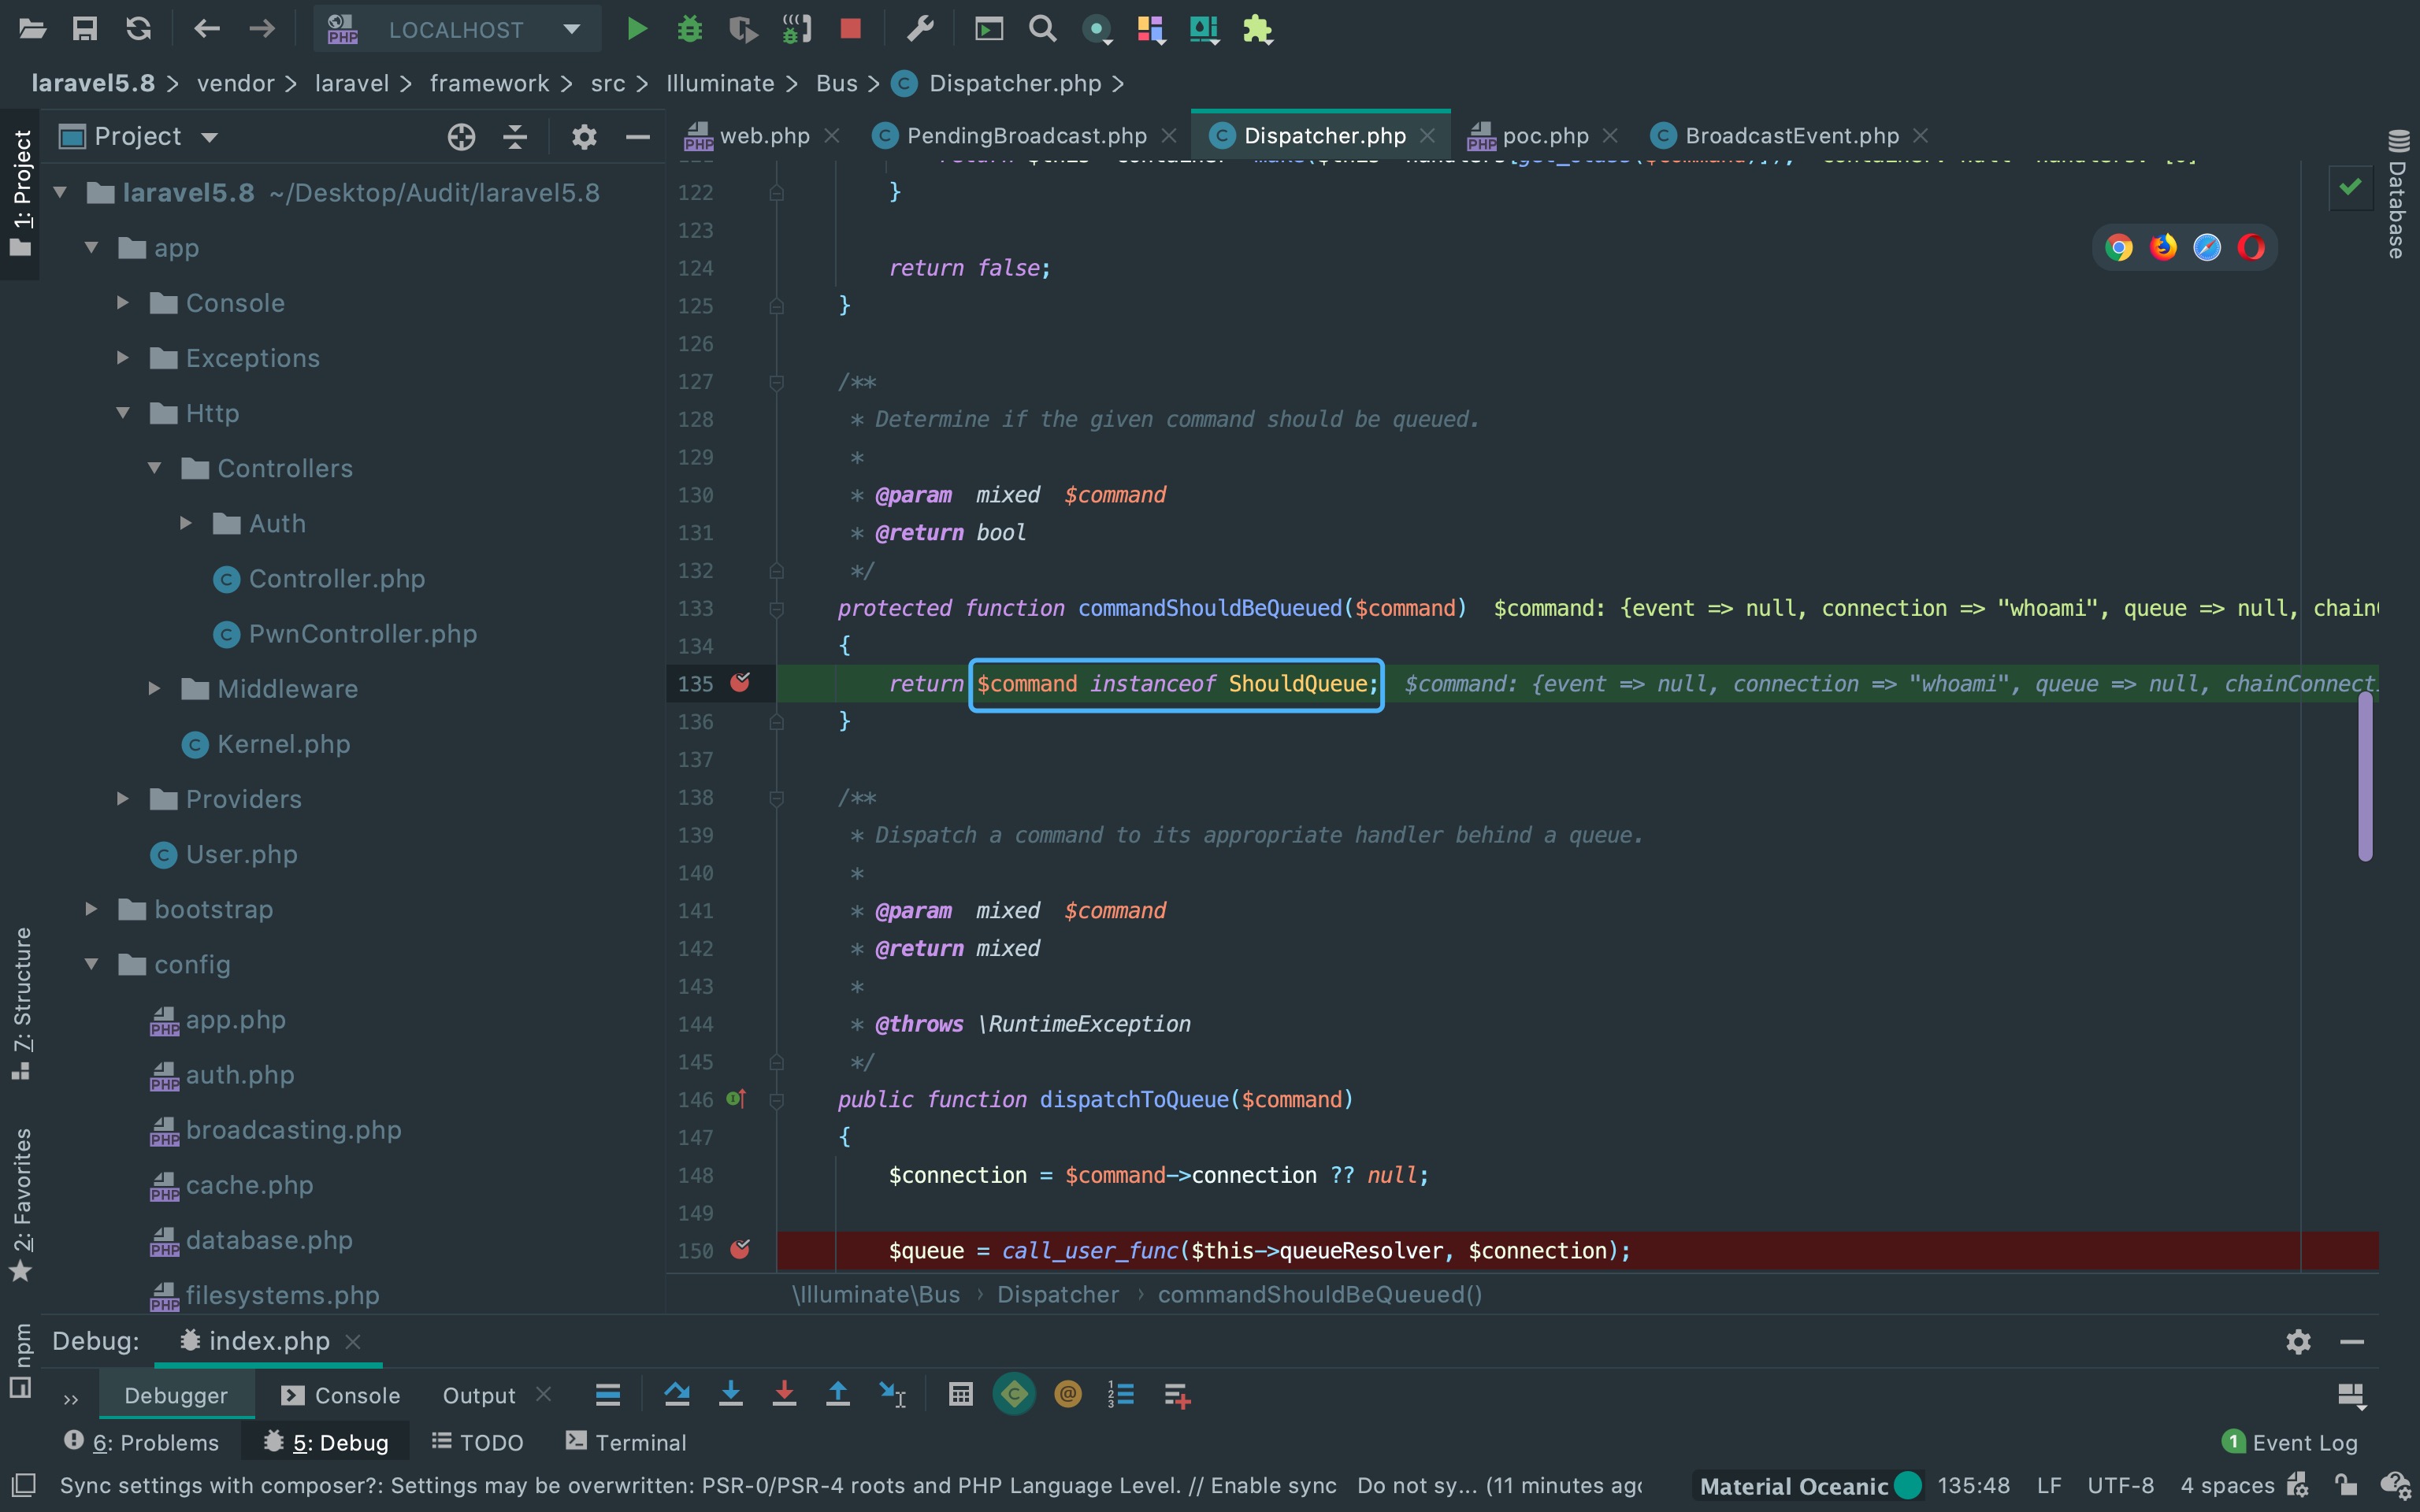 LOCALHOST
laravel5.8 > vendor > laravel > framework > src > Illuminate > Bus > Dispatcher.php >
Project
web.php PendingBroadcast.php Dispatcher.php poc.php BroadcastEvent.php
1: Project
7: Structure
2: Favorites
npm
Database
laravel5.8 ~/Desktop/Audit/laravel5.8
app
Console
Exceptions
Http
Controllers
Auth
Controller.php
PwnController.php
Middleware
Kernel.php
Providers
User.php
bootstrap
config
app.php
auth.php
broadcasting.php
cache.php
database.php
filesystems.php
122 }
123
124 return false;
125 }
126
127 /**
128 * Determine if the given command should be queued.
129 *
130 * @param mixed $command
131 * @return bool
132 */
133 protected function commandShouldBeQueued($command) $command: {event => null, connection => "whoami", queue => null, chain
134 {
135 return $command instanceof ShouldQueue; $command: {event => null, connection => "whoami", queue => null, chainConnect
136 }
137
138 /**
139 * Dispatch a command to its appropriate handler behind a queue.
140 *
141 * @param mixed $command
142 * @return mixed
143 *
144 * @throws \RuntimeException
145 */
146 public function dispatchToQueue($command)
147 {
148 $connection = $command->connection ?? null;
149
150 $queue = call_user_func($this->queueResolver, $connection);
\Illuminate\Bus › Dispatcher › commandShouldBeQueued()
Debug: index.php
Debugger Console Output
6: Problems 5: Debug TODO Terminal 1 Event Log
Sync settings with composer?: Settings may be overwritten: PSR-0/PSR-4 roots and PHP Language Level. // Enable sync Do not sy... (11 minutes ago Material Oceanic 135:48 LF UTF-8 4 spaces